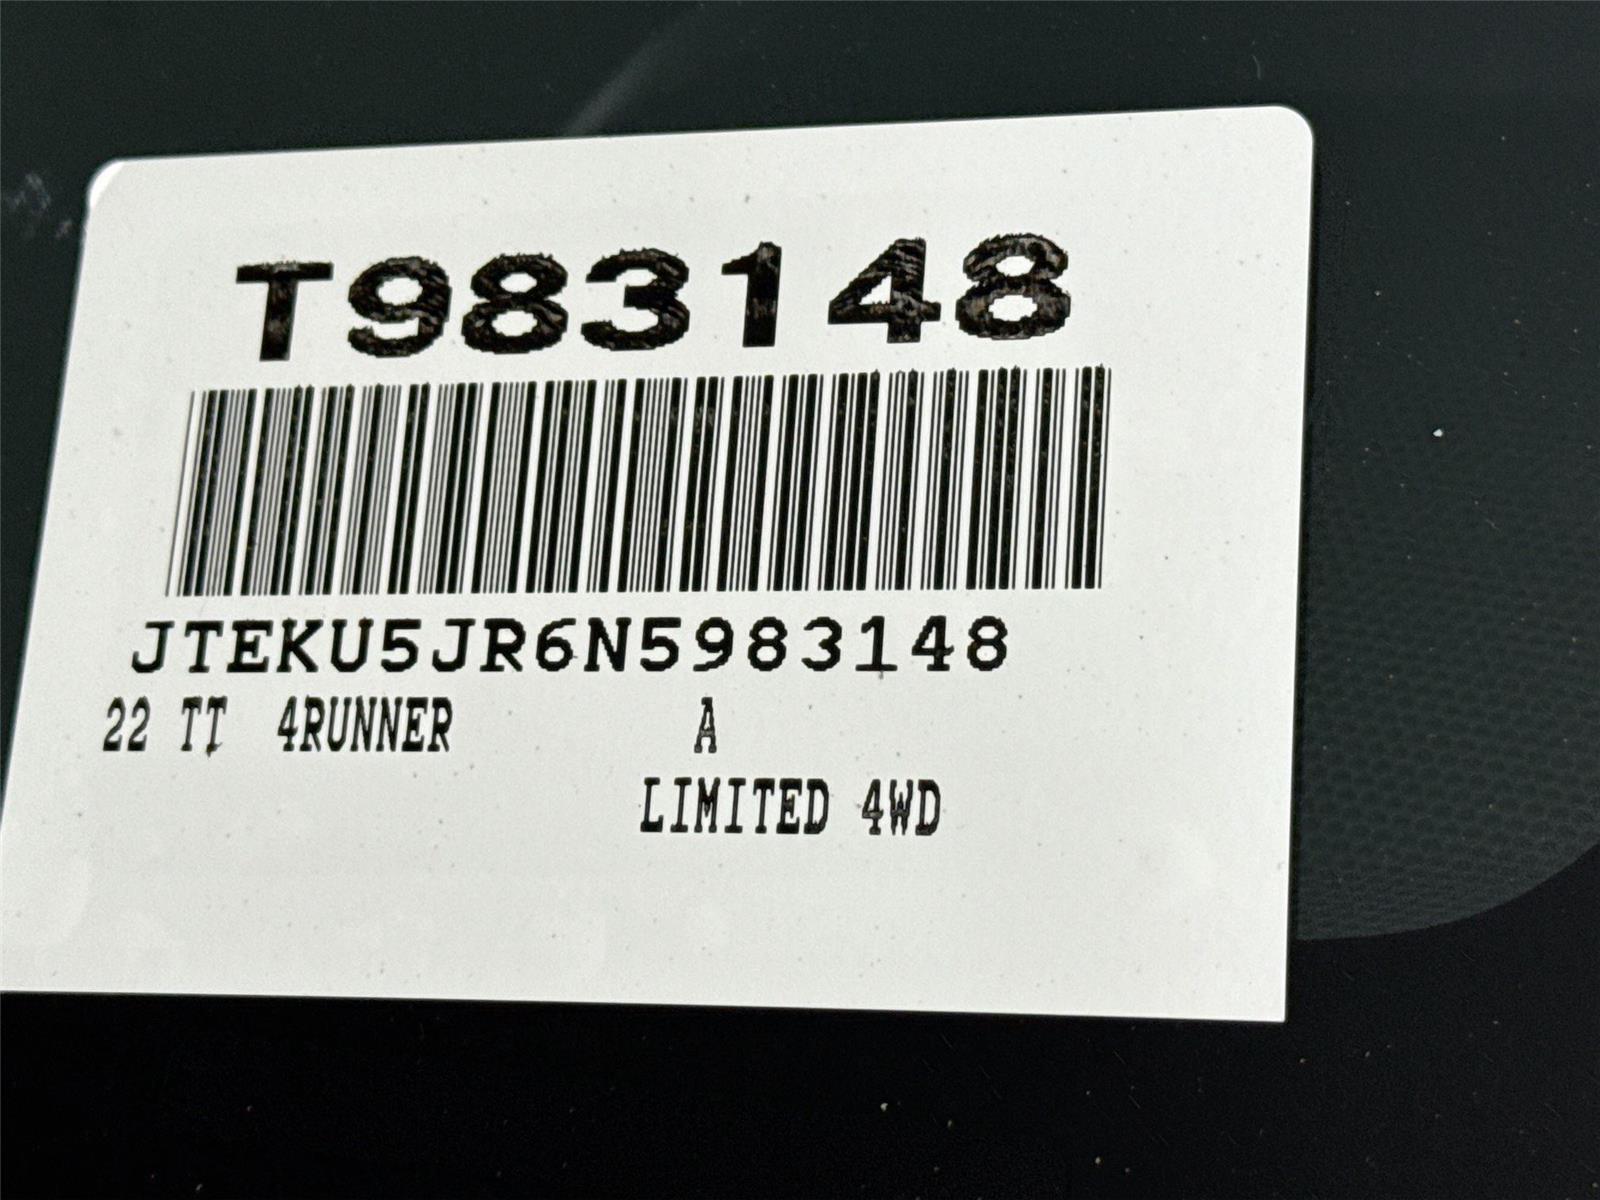 T983148
JTEKU5JR6N5983148
22 TT 4RUNNER A
LIMITED 4WD